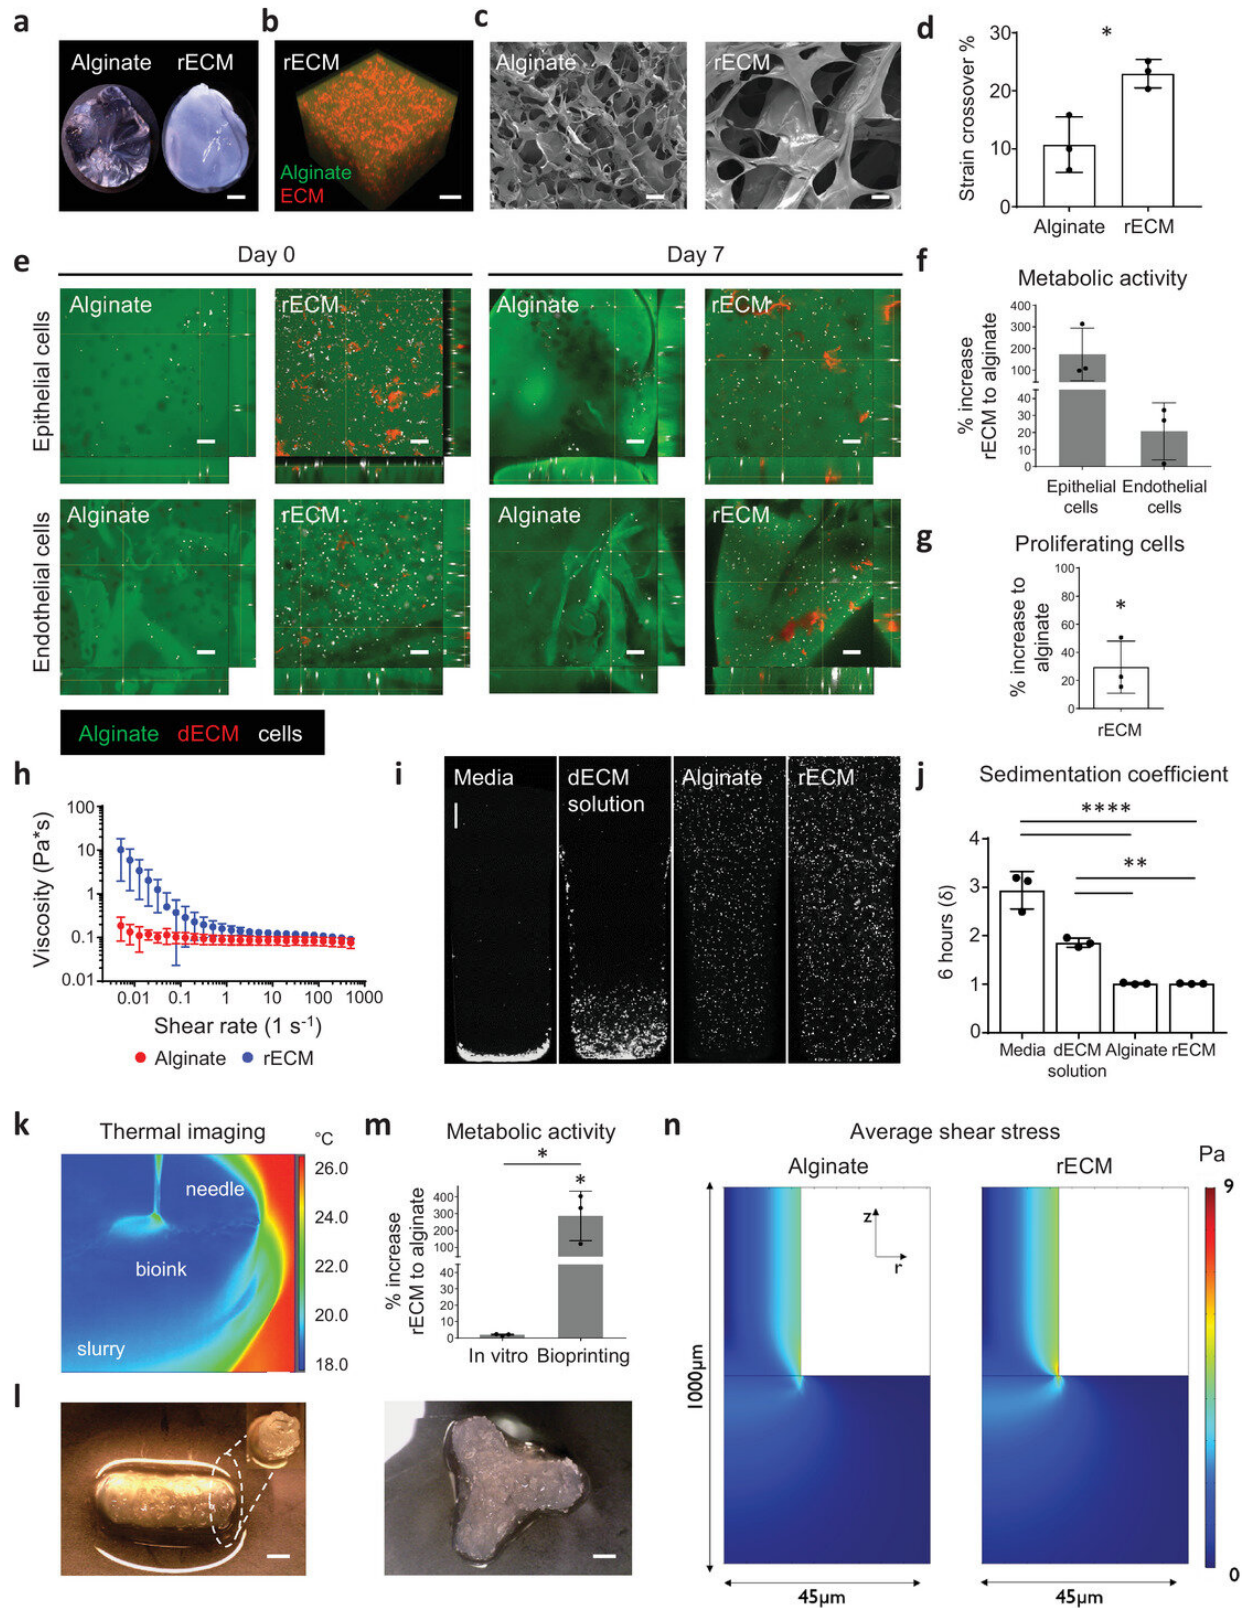 a
Alginate
rECM
b
rECM
Alginate
ECM
c
Alginate
rECM
d
Strain crossover %
30
20
10
0
*
Alginate
rECM
e
Day 0
Day 7
Epithelial cells
Alginate
rECM
Alginate
rECM
Endothelial cells
Alginate
rECM
Alginate
rECM
Alginate dECM cells
f
Metabolic activity
% increase
rECM to alginate
400
300
200
100
40
30
20
10
0
Epithelial
cells
Endothelial
cells
g
Proliferating cells
% increase to
alginate
100
80
60
40
20
0
*
rECM
h
Viscosity (Pa*s)
100
10
1
0.1
0.01
0.01 0.1 1 10 100 1000
Shear rate (1 s-1)
Alginate rECM
i
Media
dECM
solution
Alginate
rECM
j
Sedimentation coefficient
6 hours (δ)
4
3
2
1
0
****
**
Media
dECM
solution
Alginate
rECM
k
Thermal imaging
°C
26.0
24.0
22.0
20.0
18.0
needle
bioink
slurry
l
m
Metabolic activity
% increase
rECM to alginate
400
300
200
100
40
30
20
10
0
*
*
In vitro Bioprinting
n
Average shear stress
Alginate
rECM
Pa
9
0
z
r
1000μm
45μm
45μm